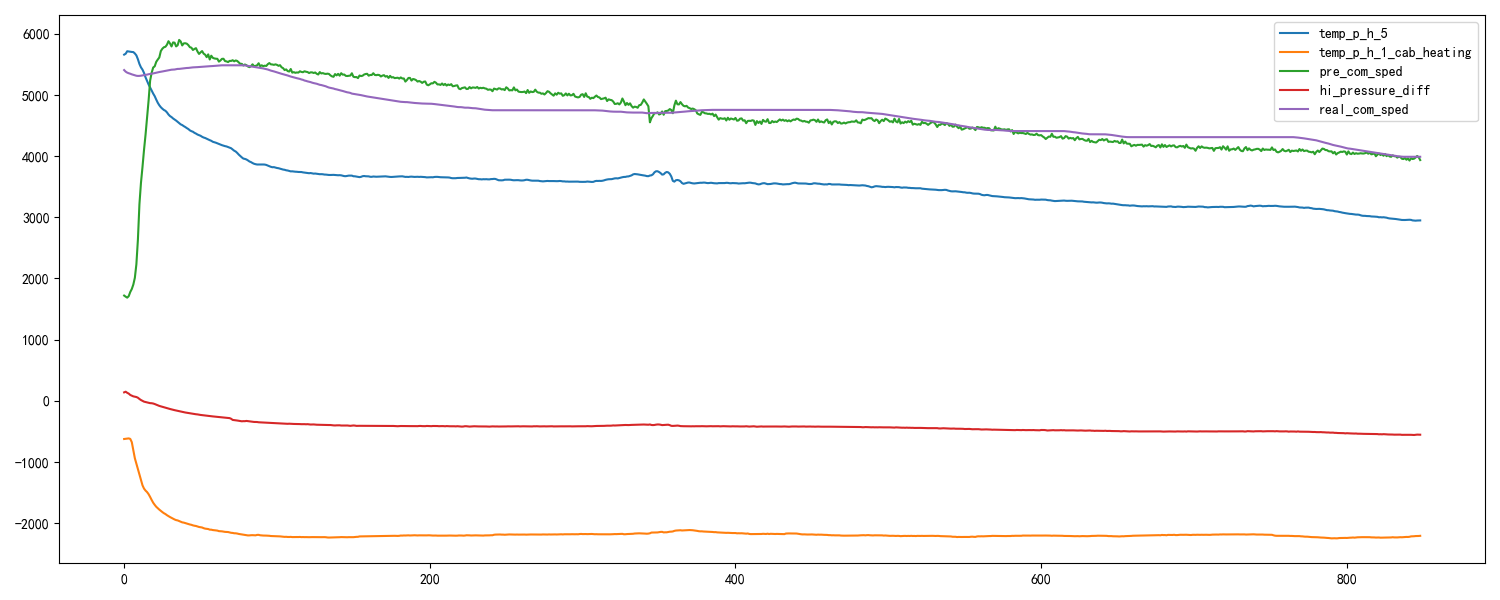 6000
5000
4000
3000
2000
1000
0
−1000
−2000
0 200 400 600 800
temp_p_h_5
temp_p_h_1_cab_heating
pre_com_sped
hi_pressure_diff
real_com_sped